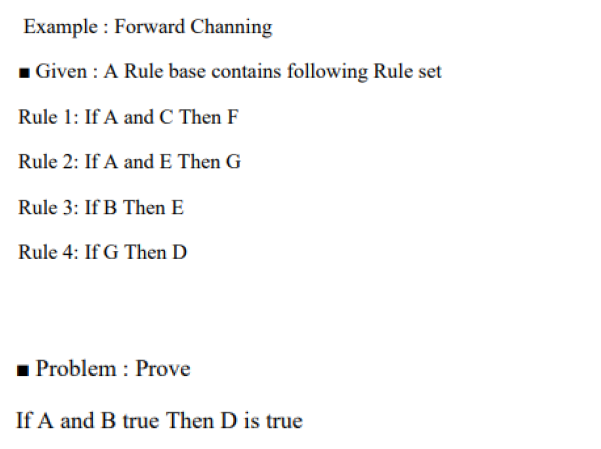 Example : Forward Channing
■ Given : A Rule base contains following Rule set
Rule 1: If A and C Then F
Rule 2: If A and E Then G
Rule 3: If B Then E
Rule 4: If G Then D
■ Problem : Prove
If A and B true Then D is true